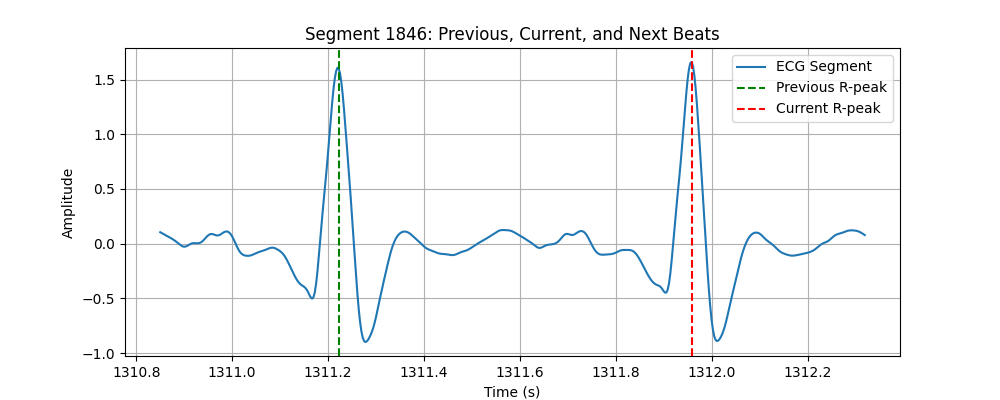 Segment 1846: Previous, Current, and Next Beats
ECG Segment
Previous R-peak
Current R-peak
Amplitude
1.5
1.0
0.5
0.0
−0.5
−1.0
1310.8 1311.0 1311.2 1311.4 1311.6 1311.8 1312.0 1312.2
Time (s)